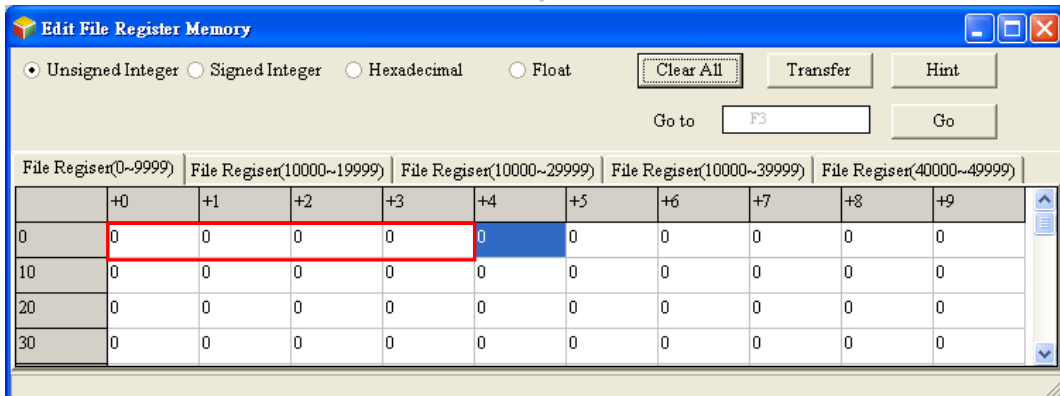 Edit File Register Memory
Unsigned Integer Signed Integer Hexadecimal Float Clear All Transfer Hint
Go to F3 Go
File Regiser(0~9999) File Regiser(10000~19999) File Regiser(10000~29999) File Regiser(10000~39999) File Regiser(40000~49999)
+0 +1 +2 +3 +4 +5 +6 +7 +8 +9
0 0 0 0 0 0 0 0 0 0 0
10 0 0 0 0 0 0 0 0 0 0
20 0 0 0 0 0 0 0 0 0 0
30 0 0 0 0 0 0 0 0 0 0